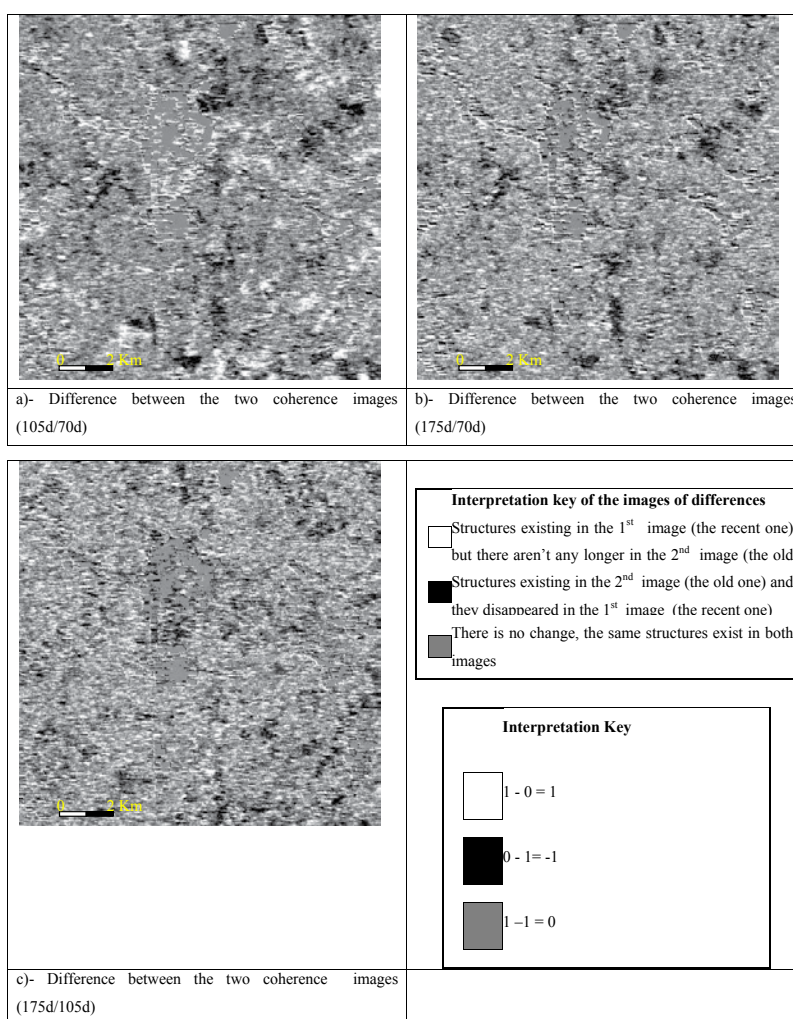 0 2 Km
0 2 Km
a)- Difference between the two coherence images
(105d/70d)
b)- Difference between the two coherence images
(175d/70d)
0 2 Km
Interpretation key of the images of differences
Structures existing in the 1st image (the recent one)
but there aren't any longer in the 2nd image (the old
Structures existing in the 2nd image (the old one) and
they disappeared in the 1st image (the recent one)
There is no change, the same structures exist in both
images
Interpretation Key
1 - 0 = 1
0 - 1= -1
1 –1 = 0
c)- Difference between the two coherence images
(175d/105d)